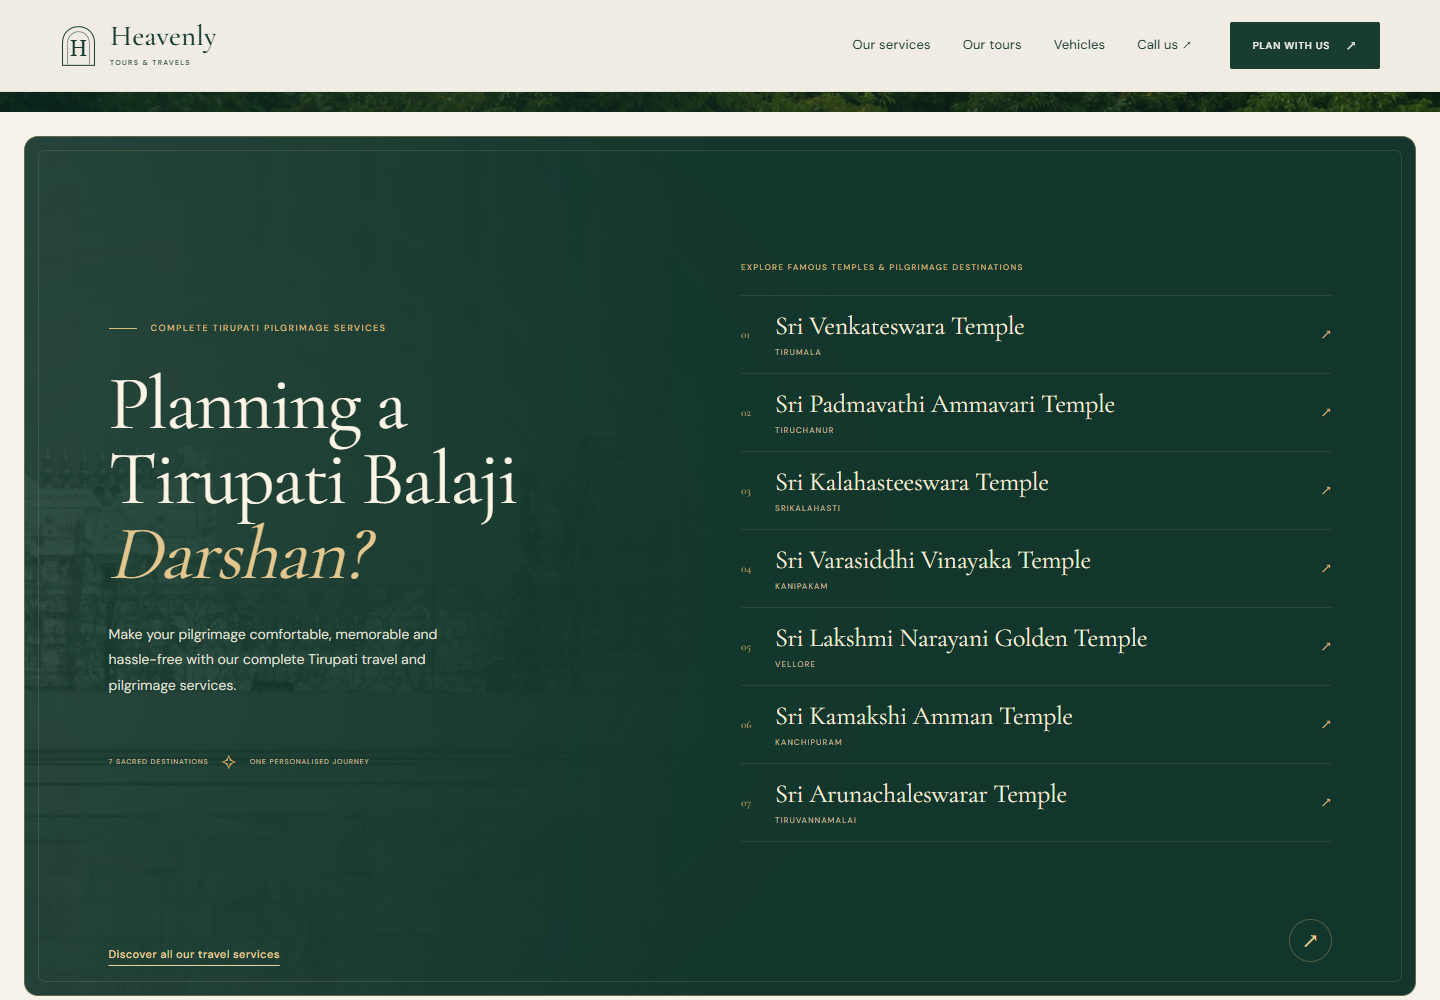 H
Heavenly
TOURS & TRAVELS
Our services
Our tours
Vehicles
Call us ↗
PLAN WITH US ↗
COMPLETE TIRUPATI PILGRIMAGE SERVICES
Planning a
Tirupati Balaji
Darshan?
Make your pilgrimage comfortable, memorable and
hassle-free with our complete Tirupati travel and
pilgrimage services.
7 SACRED DESTINATIONS
ONE PERSONALISED JOURNEY
Discover all our travel services
EXPLORE FAMOUS TEMPLES & PILGRIMAGE DESTINATIONS
01 Sri Venkateswara Temple ↗
TIRUMALA
02 Sri Padmavathi Ammavari Temple ↗
TIRUCHANUR
03 Sri Kalahasteeswara Temple ↗
SRIKALAHASTI
04 Sri Varasiddhi Vinayaka Temple ↗
KANIPAKAM
05 Sri Lakshmi Narayani Golden Temple ↗
VELLORE
06 Sri Kamakshi Amman Temple ↗
KANCHIPURAM
07 Sri Arunachaleswarar Temple ↗
TIRUVANNAMALAI
↗